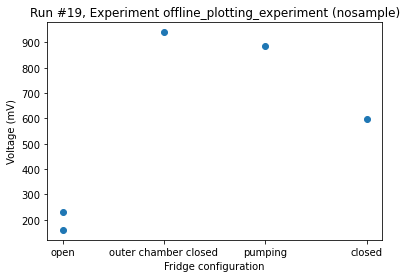 Run #19, Experiment offline_plotting_experiment (nosample)
900
800
700
600
500
400
300
200
Voltage (mV)
open outer chamber closed pumping closed
Fridge configuration